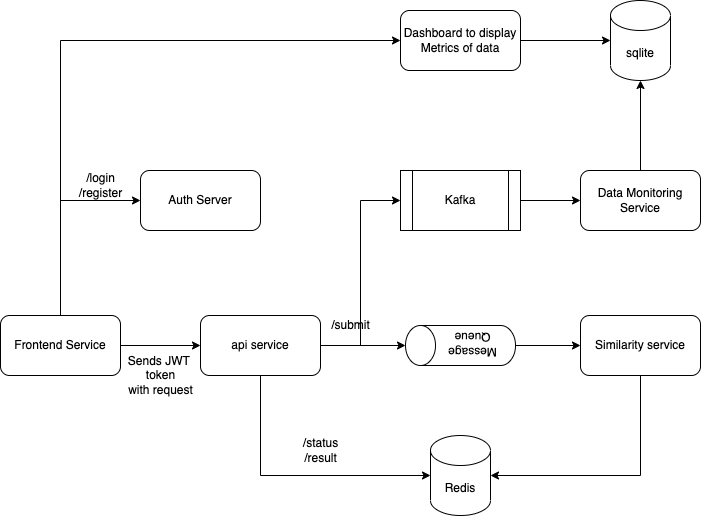 Dashboard to display
Metrics of data
sqlite
/login
/register
Auth Server
Kafka
Data Monitoring
Service
Frontend Service
Sends JWT
token
with request
api service
/submit
Message
Queue
Similarity service
/status
/result
Redis